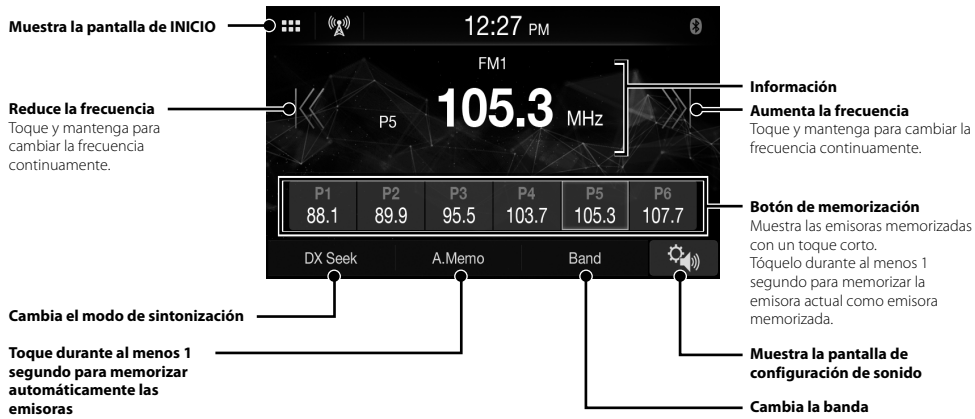 Muestra la pantalla de INICIO
12:27 PM
FM1
105.3 MHz
P5
Reduce la frecuencia
Toque y mantenga para
cambiar la frecuencia
continuamente.
Información
Aumenta la frecuencia
Toque y mantenga para cambiar la
frecuencia continuamente.
P1 P2 P3 P4 P5 P6
88.1 89.9 95.5 103.7 105.3 107.7
Botón de memorización
Muestra las emisoras memorizadas
con un toque corto.
Tóquelo durante al menos 1
segundo para memorizar la
emisora actual como emisora
memorizada.
DX Seek A.Memo Band
Cambia el modo de sintonización
Toque durante al menos 1
segundo para memorizar
automáticamente las
emisoras
Muestra la pantalla de
configuración de sonido
Cambia la banda